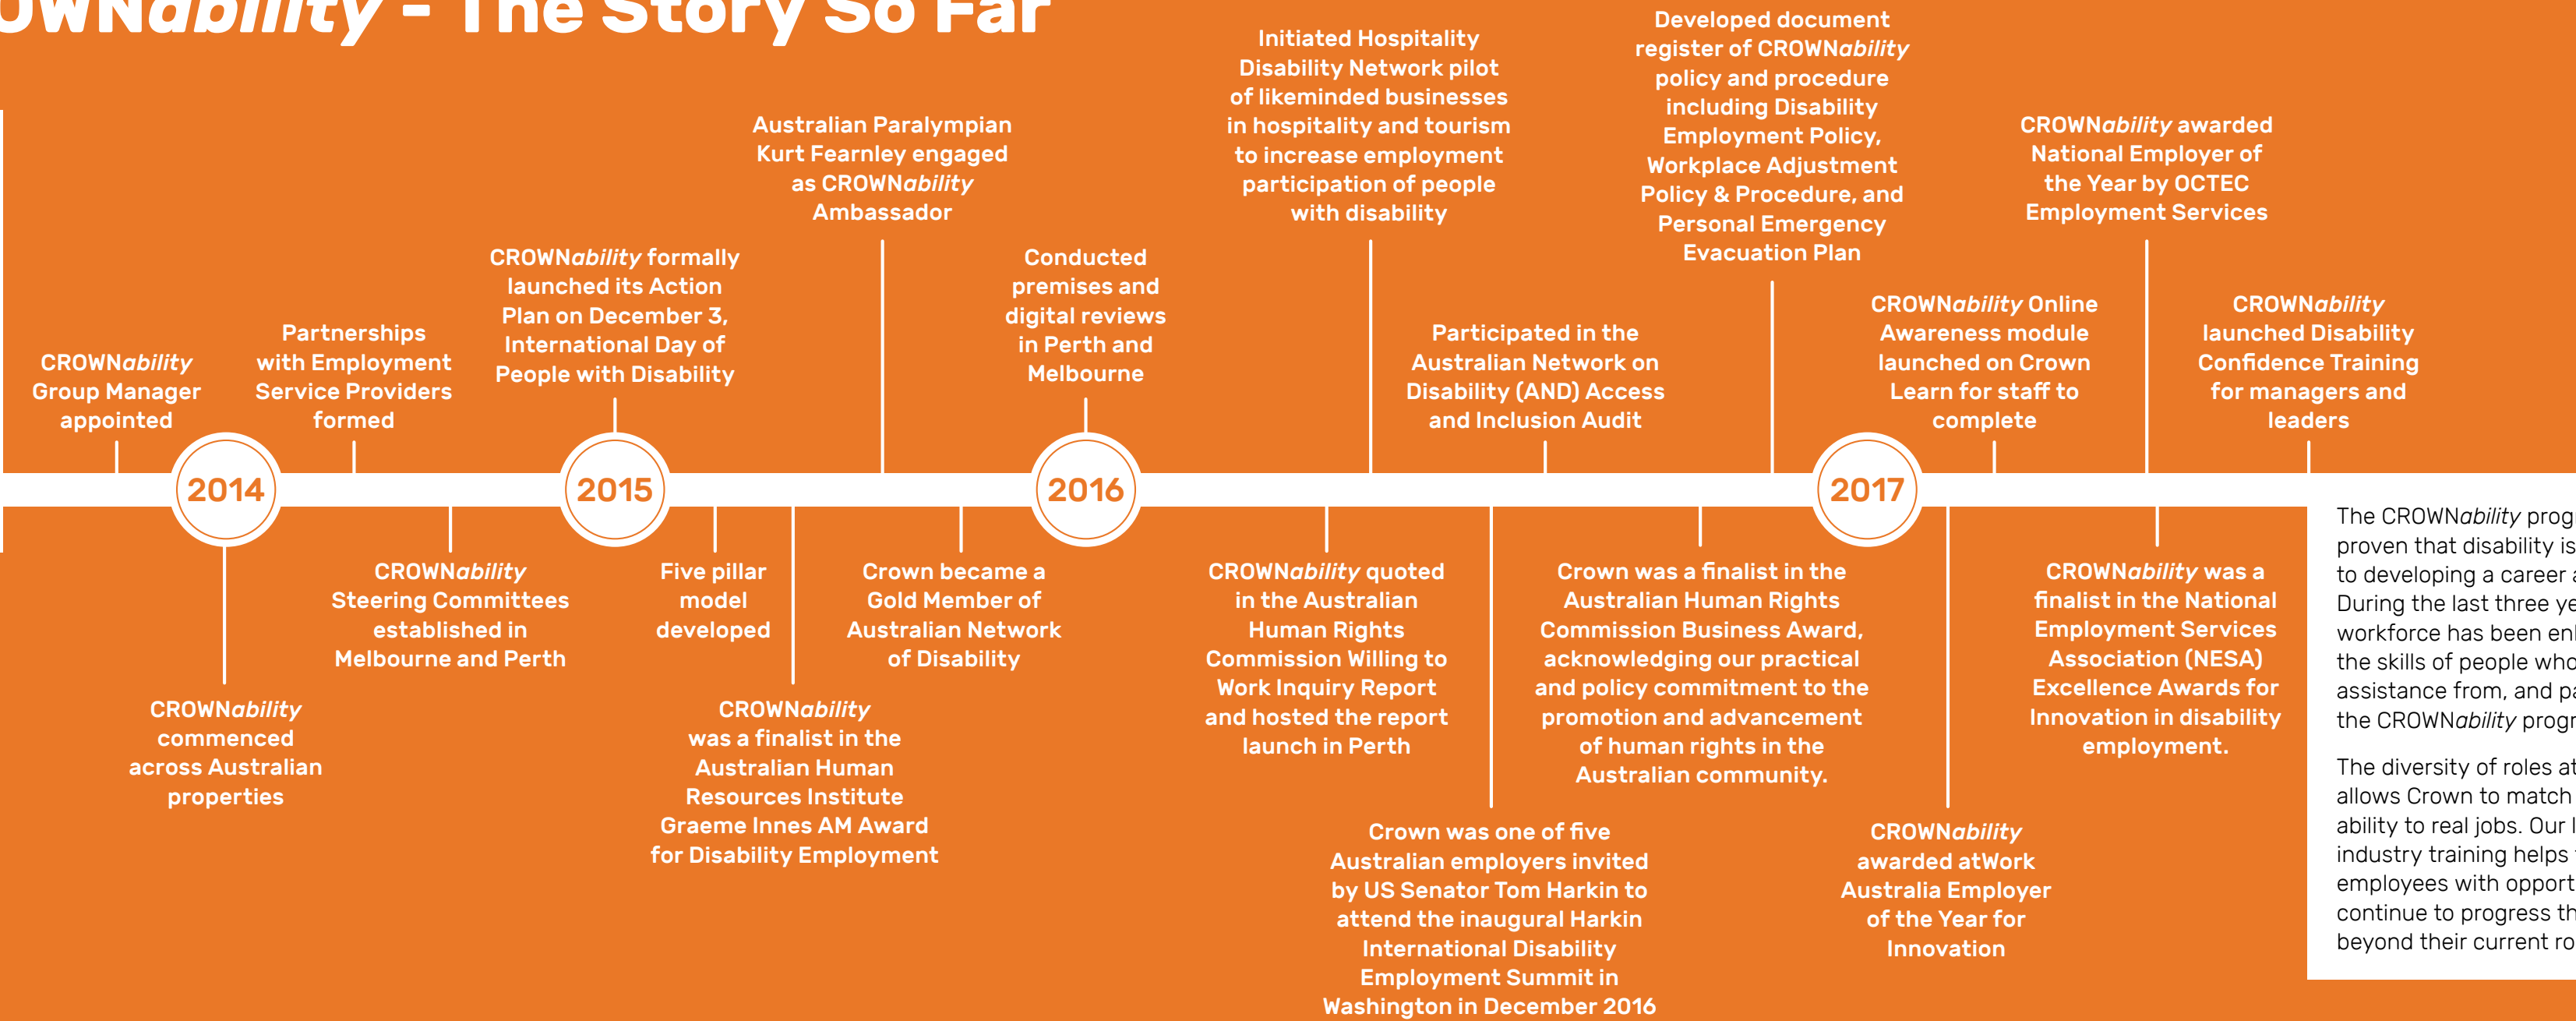 OWNability - The Story So Far
CROWNability
Group Manager
appointed
2014
CROWNability
commenced
across Australian
properties
Partnerships
with Employment
Service Providers
formed
CROWNability
Steering Committees
established in
Melbourne and Perth
CROWNability formally
launched its Action
Plan on December 3,
International Day of
People with Disability
2015
Five pillar
model
developed
CROWNability
was a finalist in the
Australian Human
Resources Institute
Graeme Innes AM Award
for Disability Employment
Australian Paralympian
Kurt Fearnley engaged
as CROWNability
Ambassador
Crown became a
Gold Member of
Australian Network
of Disability
Conducted
premises and
digital reviews
in Perth and
Melbourne
2016
CROWNability quoted
in the Australian
Human Rights
Commission Willing to
Work Inquiry Report
and hosted the report
launch in Perth
Initiated Hospitality
Disability Network pilot
of likeminded businesses
in hospitality and tourism
to increase employment
participation of people
with disability
Crown was one of five
Australian employers invited
by US Senator Tom Harkin to
attend the inaugural Harkin
International Disability
Employment Summit in
Washington in December 2016
Participated in the
Australian Network on
Disability (AND) Access
and Inclusion Audit
Crown was a finalist in the
Australian Human Rights
Commission Business Award,
acknowledging our practical
and policy commitment to the
promotion and advancement
of human rights in the
Australian community.
Developed document
register of CROWNability
policy and procedure
including Disability
Employment Policy,
Workplace Adjustment
Policy & Procedure, and
Personal Emergency
Evacuation Plan
2017
CROWNability
awarded atWork
Australia Employer
of the Year for
Innovation
CROWNability Online
Awareness module
launched on Crown
Learn for staff to
complete
CROWNability awarded
National Employer of
the Year by OCTEC
Employment Services
CROWNability was a
finalist in the National
Employment Services
Association (NESA)
Excellence Awards for
Innovation in disability
employment.
CROWNability
launched Disability
Confidence Training
for managers and
leaders
The CROWNability prog
proven that disability is
to developing a career a
During the last three ye
workforce has been enl
the skills of people who
assistance from, and pa
the CROWNability progr
The diversity of roles at
allows Crown to match
ability to real jobs. Our l
industry training helps
employees with opport
continue to progress th
beyond their current ro